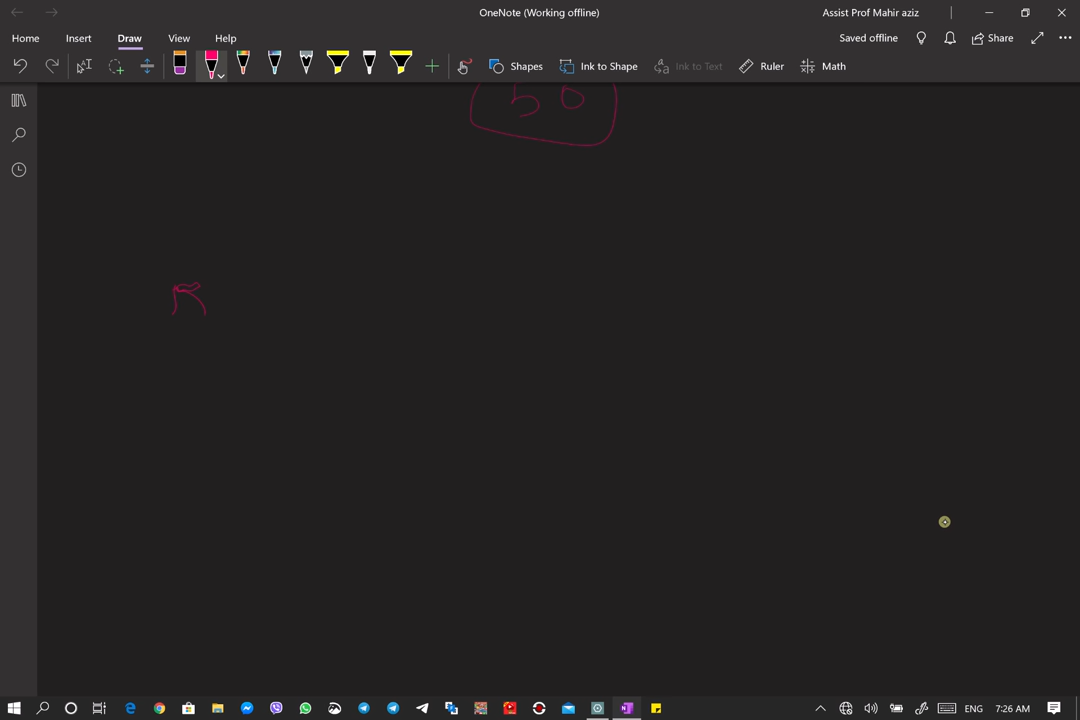 OneNote (Working offline)
Assist Prof Mahir aziz
Home Insert Draw View Help
Saved offline
Share
Shapes Ink to Shape Ink to Text Ruler Math
ENG 7:26 AM